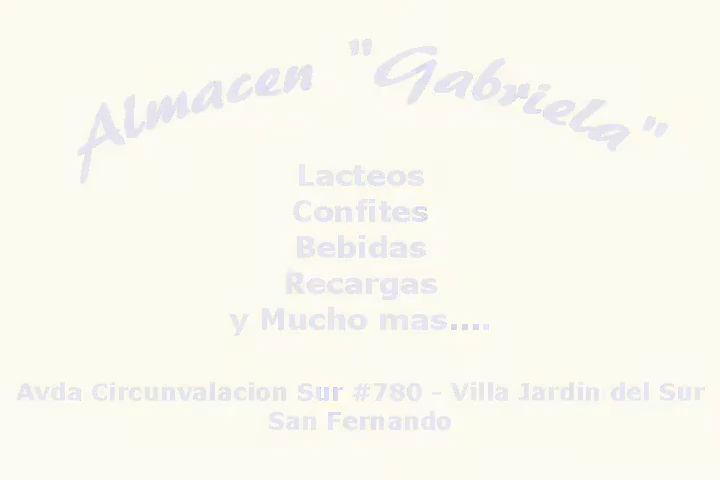 Almacen "Gabriela"
Lacteos
Confites
Bebidas
Recargas
y Mucho mas....
Avda Circunvalacion Sur #780 - Villa Jardin del Sur
San Fernando